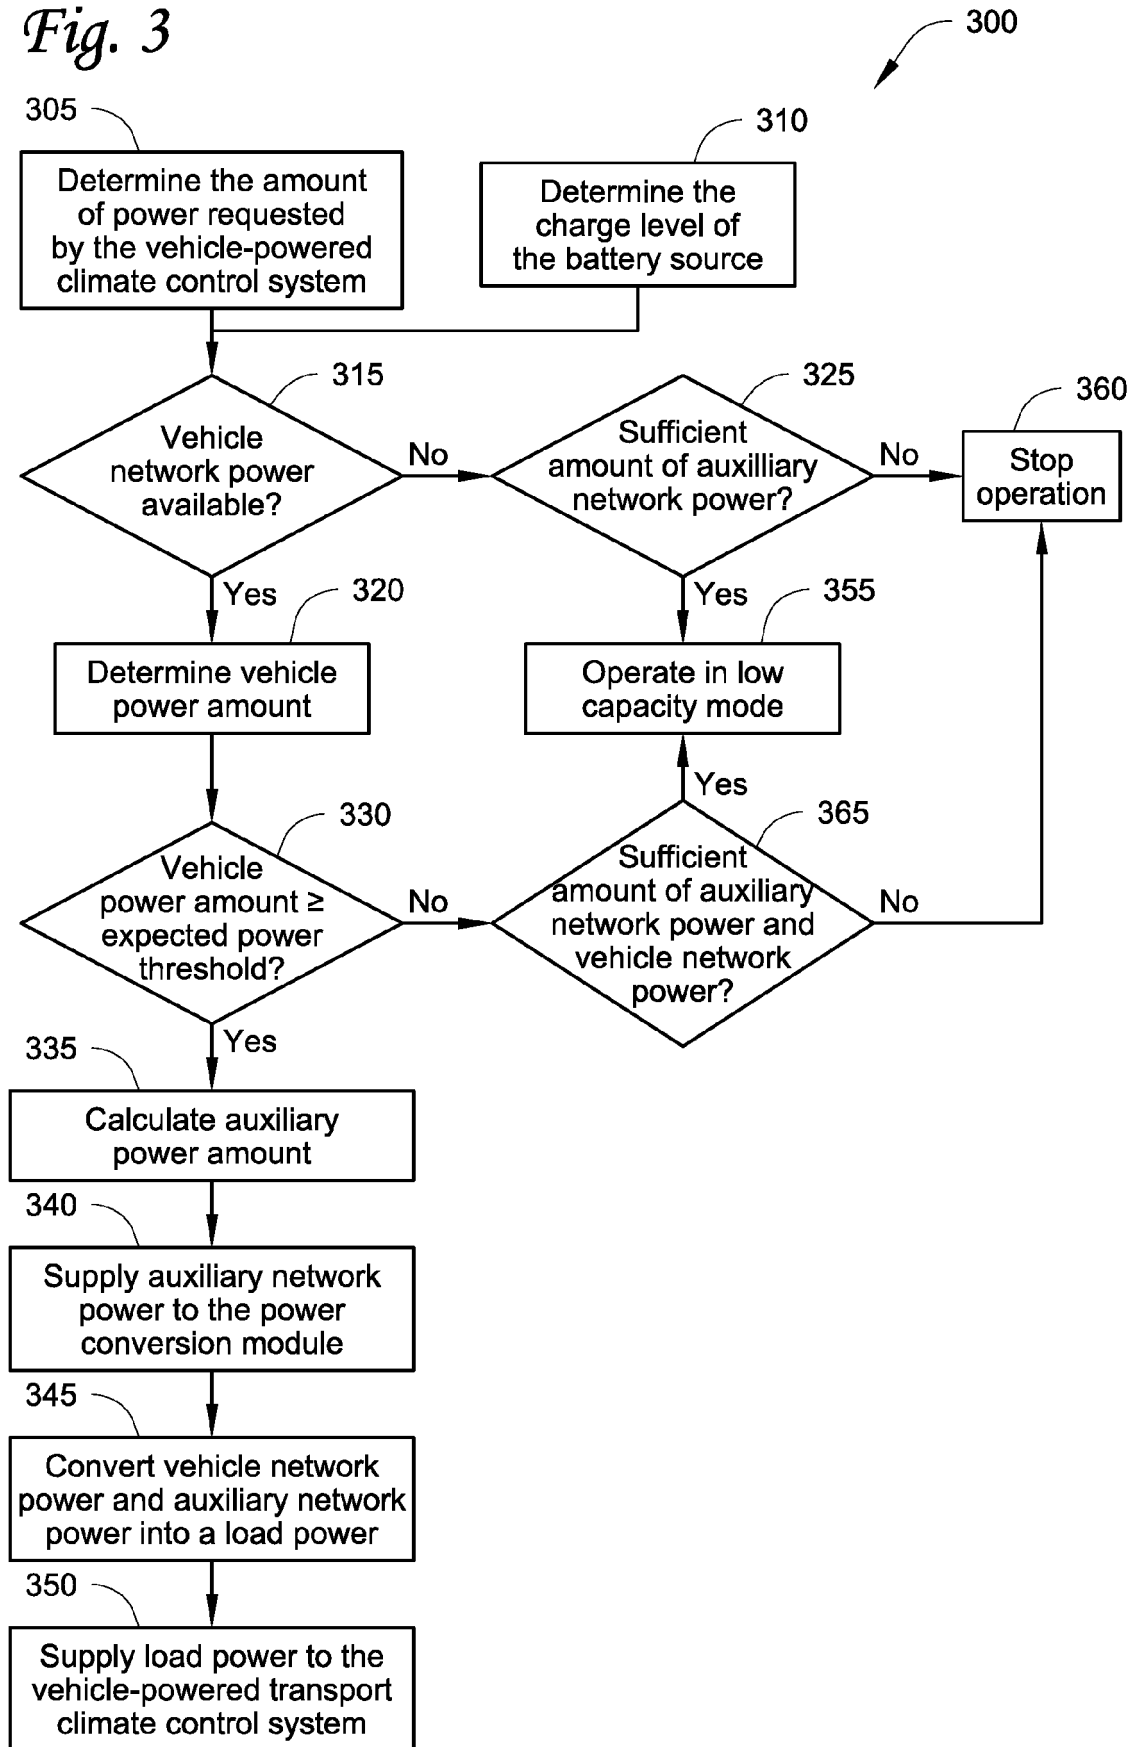 Fig. 3
300
305
Determine the amount
of power requested
by the vehicle-powered
climate control system
310
Determine the
charge level of
the battery source
315
Vehicle
network power
available?
No
325
Sufficient
amount of auxilliary
network power?
No
360
Stop
operation
Yes
320
Determine vehicle
power amount
Yes
355
Operate in low
capacity mode
Yes
330
Vehicle
power amount ≥
expected power
threshold?
No
365
Sufficient
amount of auxiliary
network power and
vehicle network
power?
No
Yes
335
Calculate auxiliary
power amount
340
Supply auxiliary network
power to the power
conversion module
345
Convert vehicle network
power and auxiliary network
power into a load power
350
Supply load power to the
vehicle-powered transport
climate control system